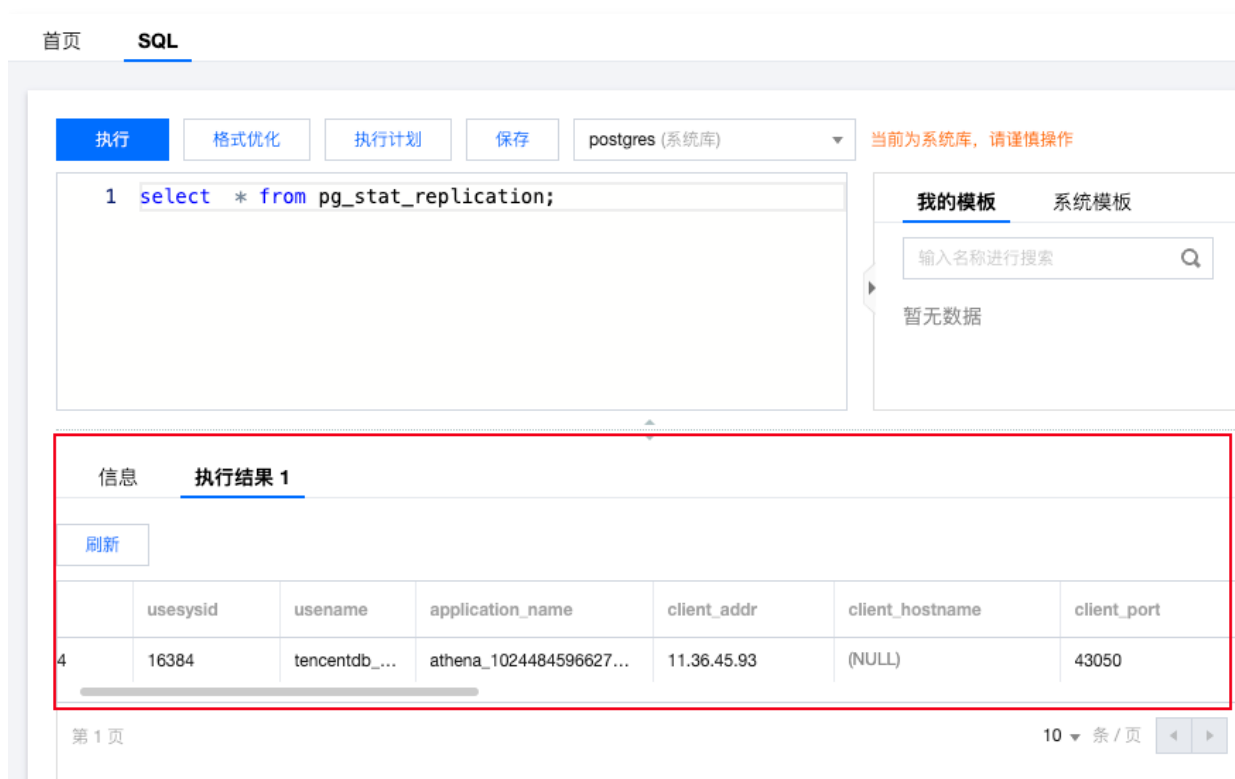 首页 SQL
执行 格式优化 执行计划 保存 postgres (系统库) 当前为系统库，请谨慎操作
1 select * from pg_stat_replication;
我的模板 系统模板
输入名称进行搜索
暂无数据
信息 执行结果 1
刷新
usesysid usename application_name client_addr client_hostname client_port
4 16384 tencentdb_... athena_1024484596627... 11.36.45.93 (NULL) 43050
第 1 页 10 条 / 页